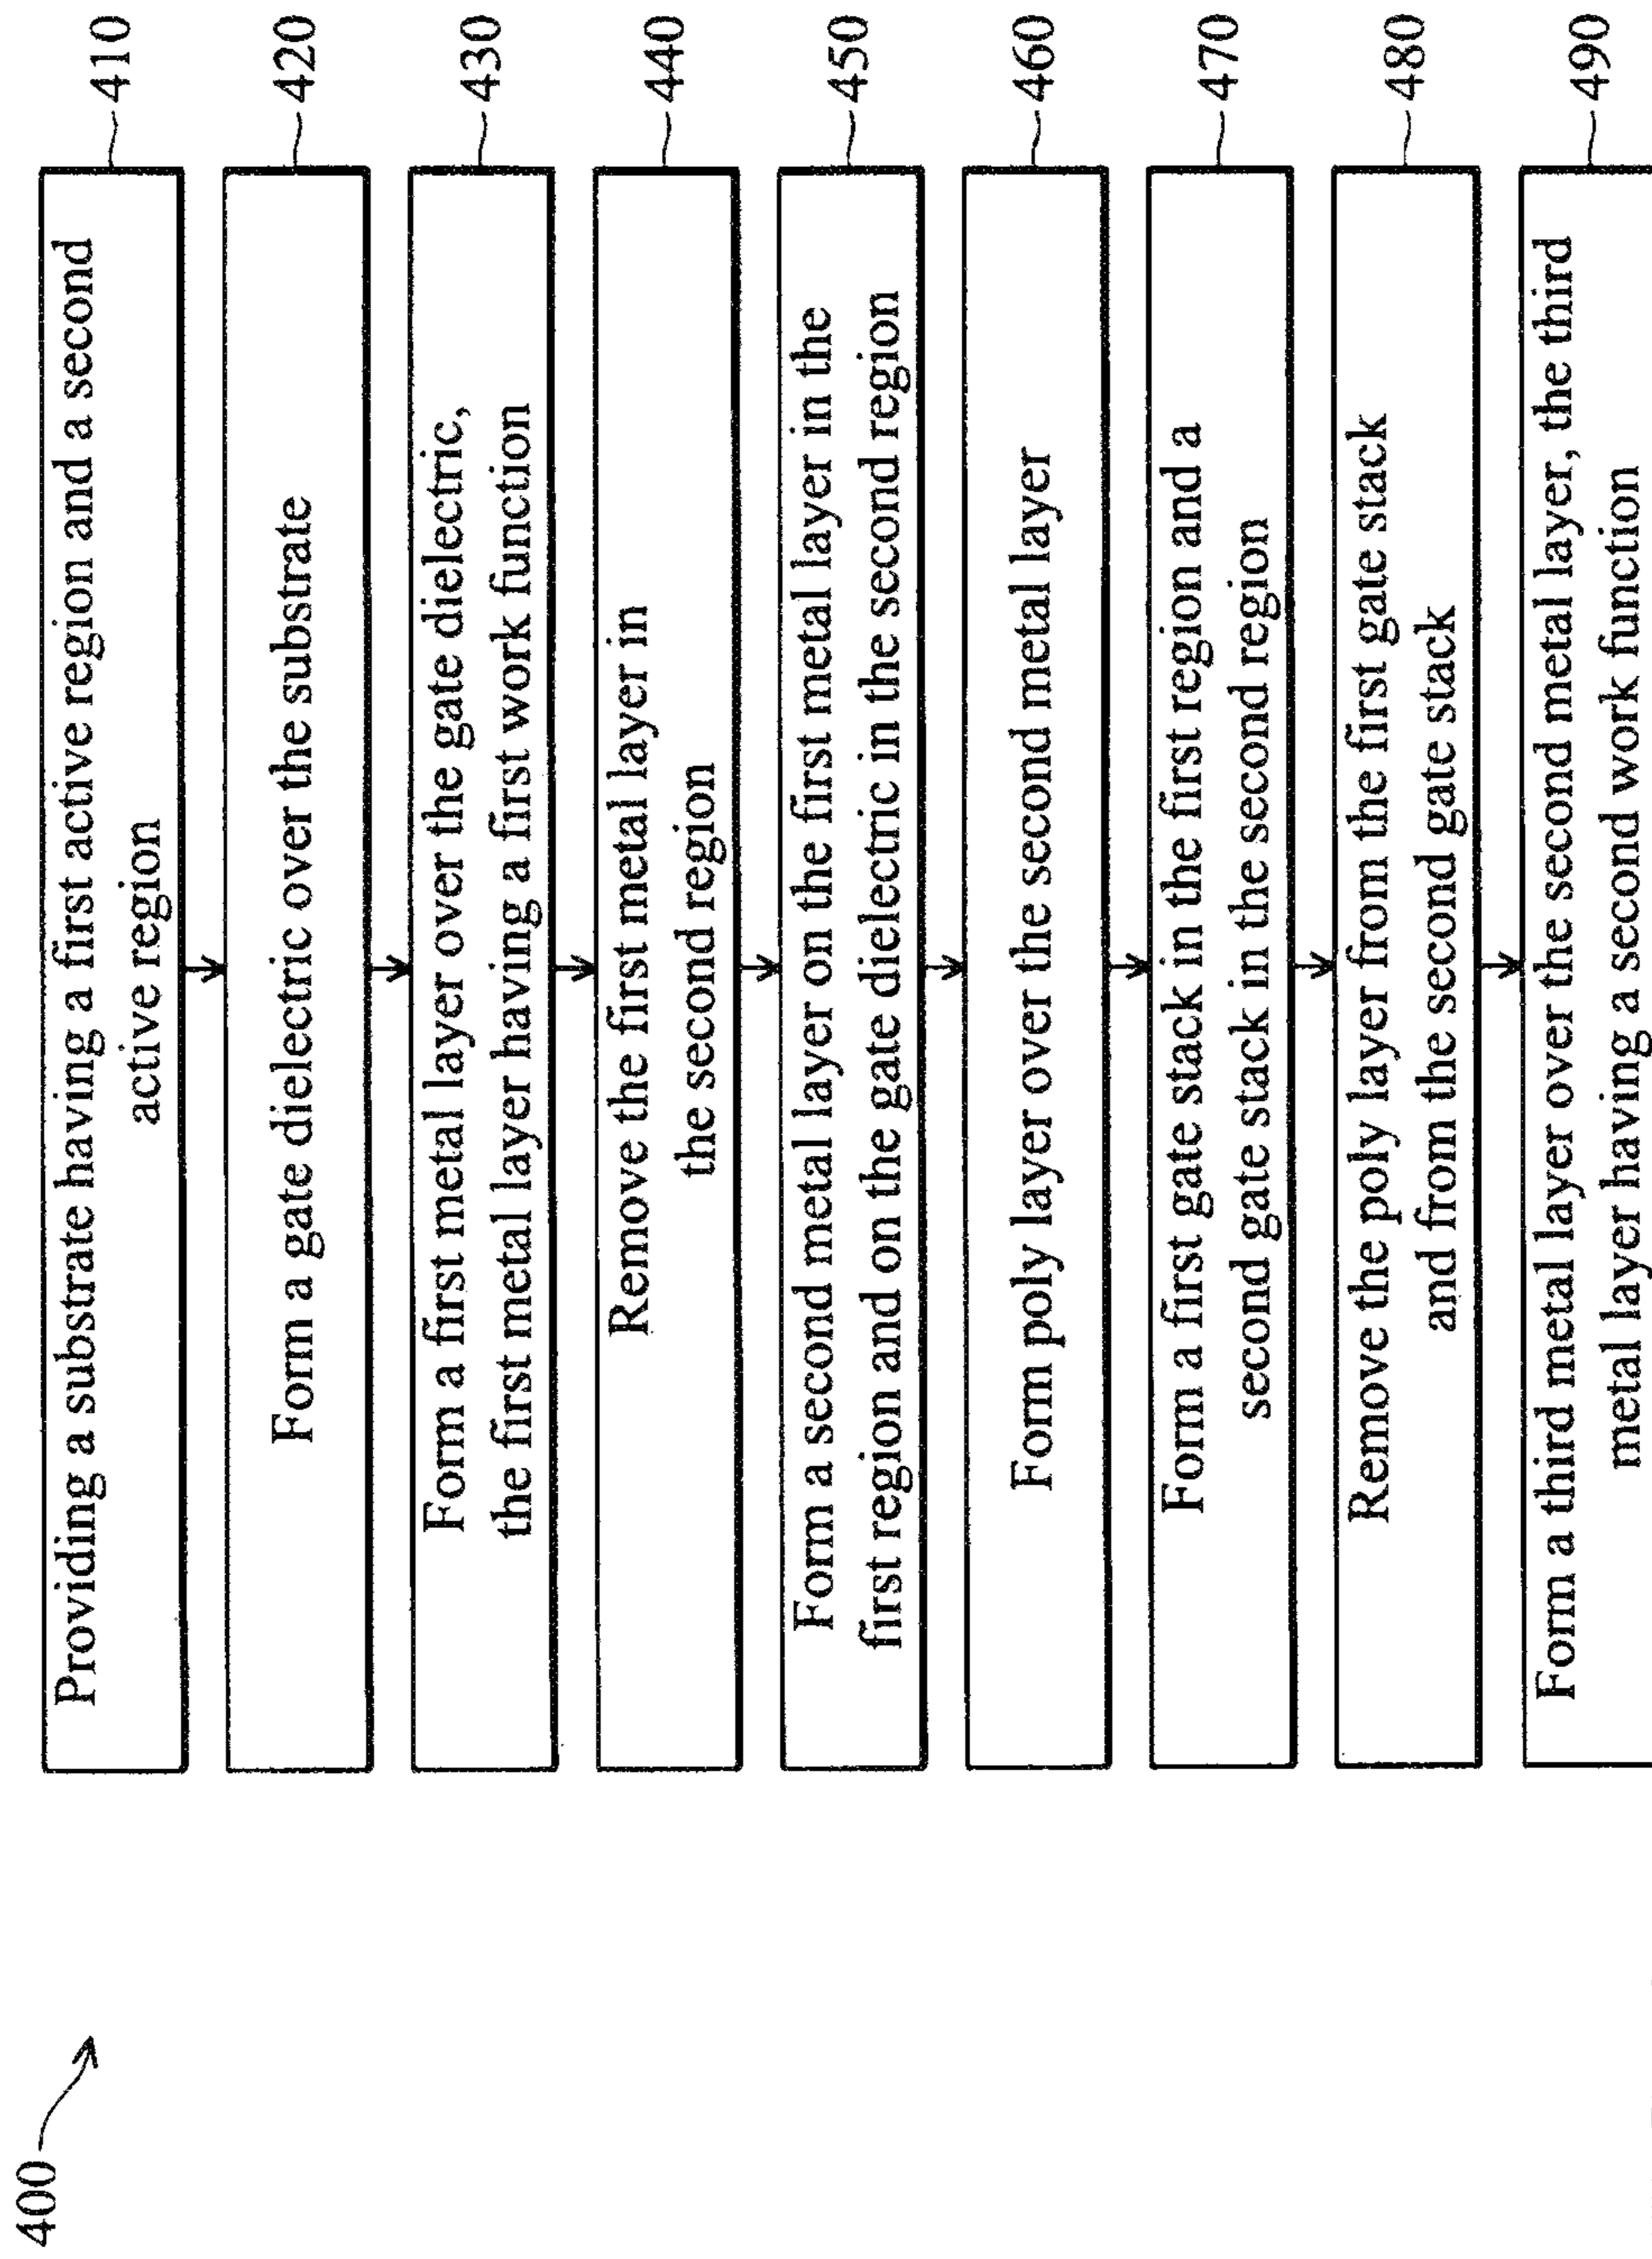 400
Providing a substrate having a first active region and a second
active region
410
Form a gate dielectric over the substrate
420
Form a first metal layer over the gate dielectric,
the first metal layer having a first work function
430
Remove the first metal layer in
the second region
440
Form a second metal layer on the first metal layer in the
first region and on the gate dielectric in the second region
450
Form poly layer over the second metal layer
460
Form a first gate stack in the first region and a
second gate stack in the second region
470
Remove the poly layer from the first gate stack
and from the second gate stack
480
Form a third metal layer over the second metal layer, the third
metal layer having a second work function
490